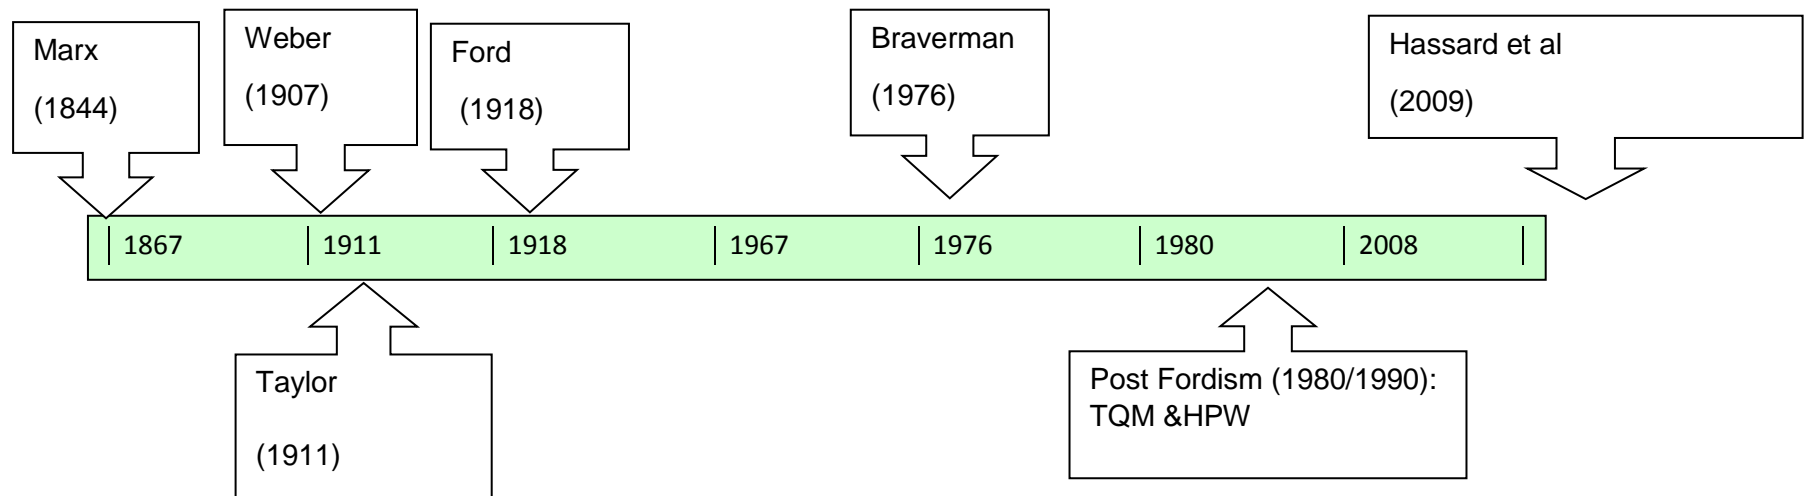 Marx
(1844)
Weber
(1907)
Ford
(1918)
Braverman
(1976)
Hassard et al
(2009)
1867
1911
1918
1967
1976
1980
2008
Taylor
(1911)
Post Fordism (1980/1990):
TQM &HPW